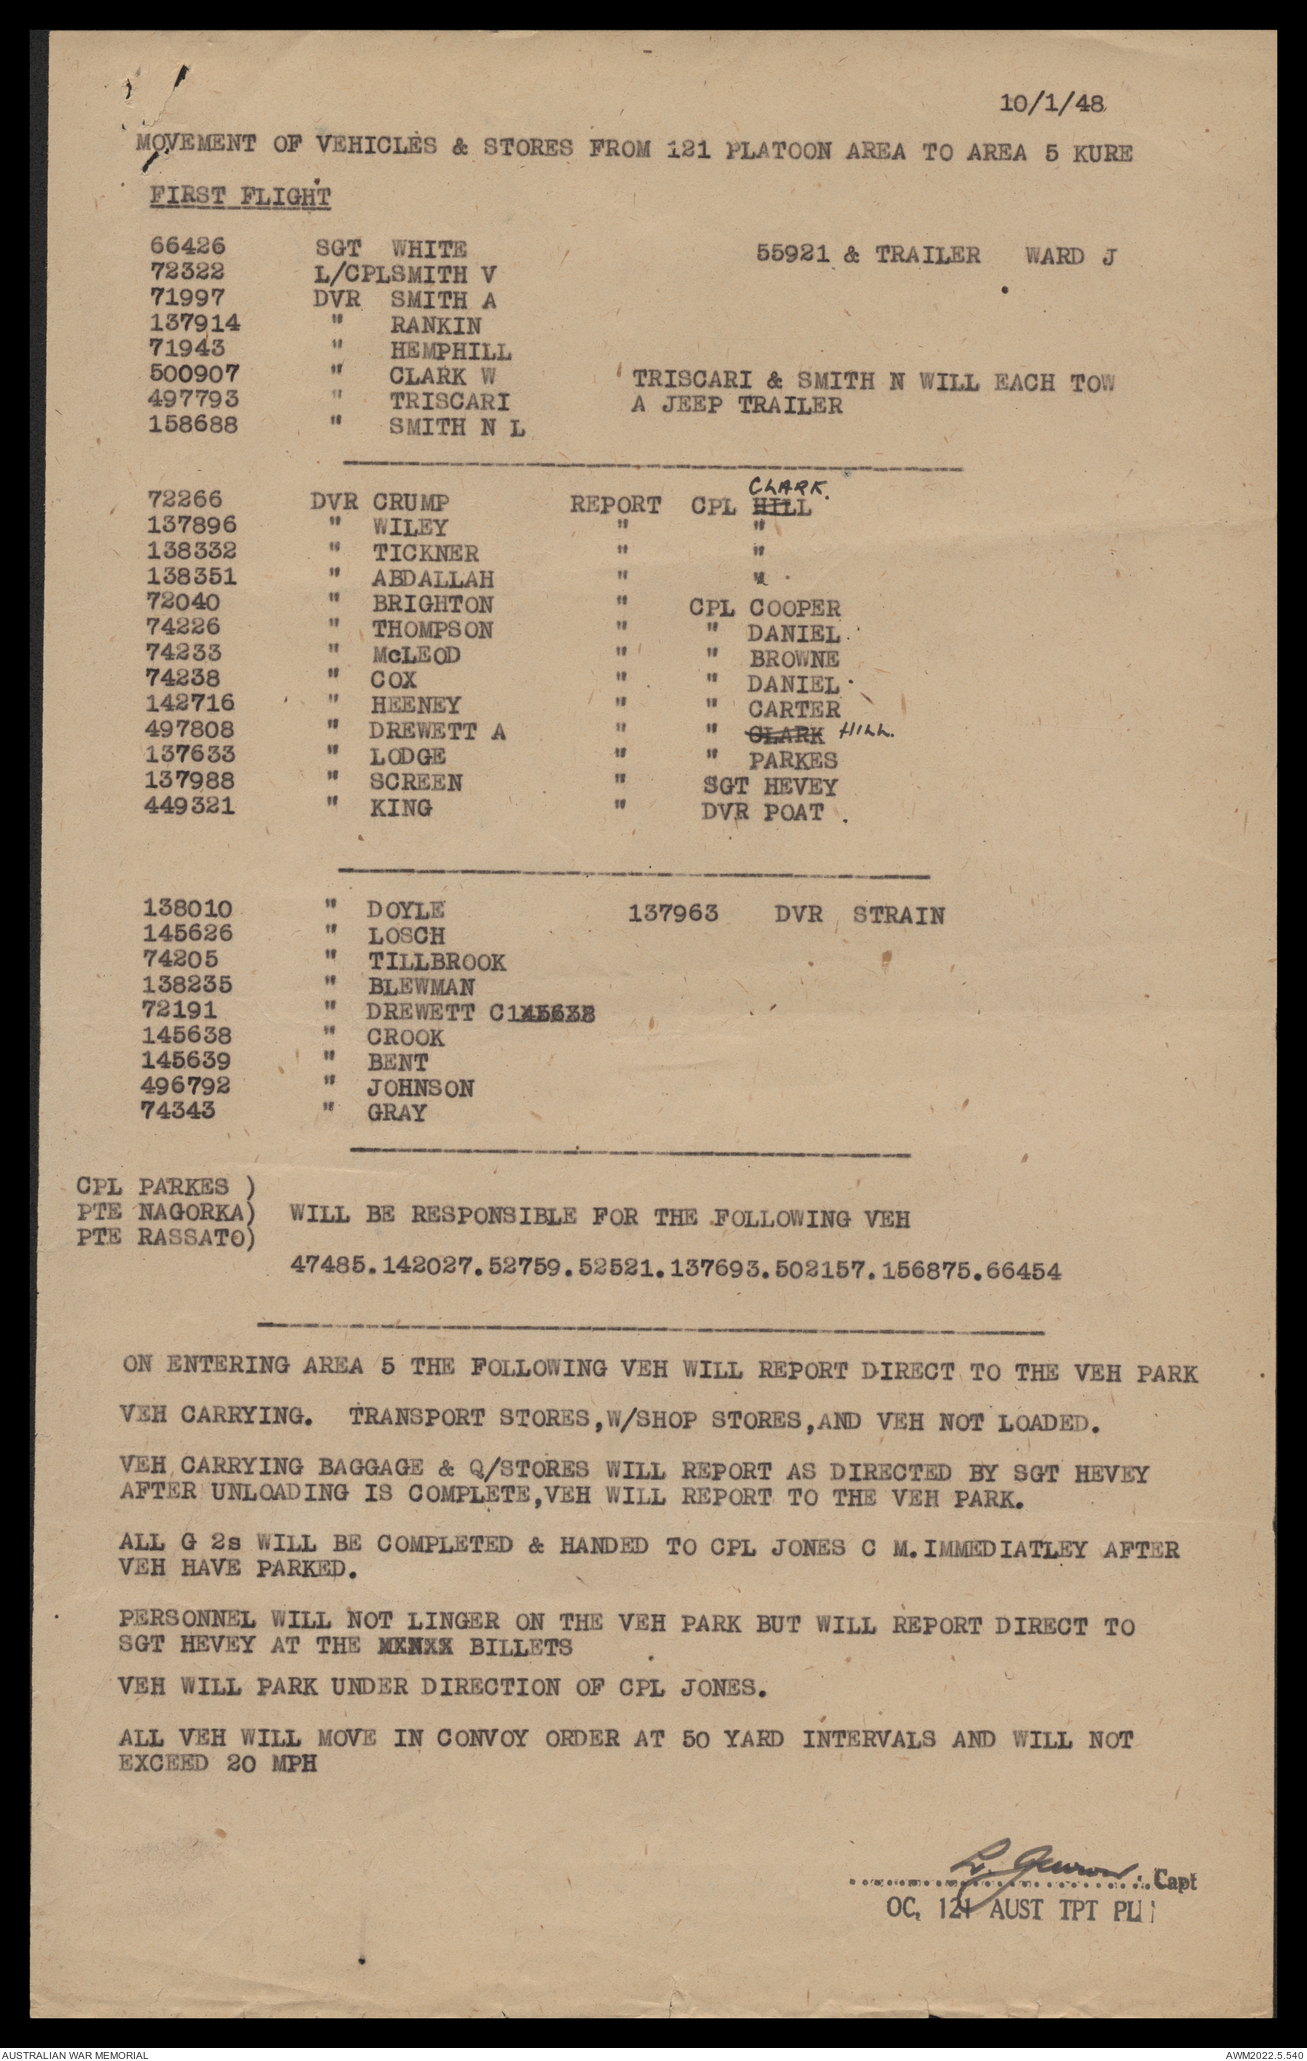 10/1/48
MOVEMENT OF VEHICLES & STORES FROM 121 PLATOON AREA TO AREA 5 KURE
FIRST FLIGHT
66426 SGT WHITE 55921 & TRAILER WARD J
72322 L/CPLSMITH V
71997 DVR SMITH A
137914 " RANKIN
71943 " HEMPHILL
500907 " CLARK W TRISCARI & SMITH N WILL EACH TOW
497793 " TRISCARI A JEEP TRAILER
158688 " SMITH N L
CLARK.
72266 DVR CRUMP REPORT CPL HILL
137896 " WILEY " "
138332 " TICKNER " "
138351 " ABDALLAH " "
72040 " BRIGHTON " CPL COOPER
74226 " THOMPSON " " DANIEL
74233 " McLEOD " " BROWNE
74238 " COX " " DANIEL
142716 " HEENEY " " CARTER
497808 " DREWETT A " " CLARK HILL.
137633 " LODGE " " PARKES
137988 " SCREEN " SGT HEVEY
449321 " KING " DVR POAT .
138010 " DOYLE 137963 DVR STRAIN
145626 " LOSCH
74205 " TILLBROOK
138235 " BLEWMAN
72191 " DREWETT C145638
145638 " CROOK
145639 " BENT
496792 " JOHNSON
74343 " GRAY
CPL PARKES )
PTE NAGORKA) WILL BE RESPONSIBLE FOR THE FOLLOWING VEH
PTE RASSATO)
47485.142027.52759.52521.137693.502157.156875.66454
ON ENTERING AREA 5 THE FOLLOWING VEH WILL REPORT DIRECT TO THE VEH PARK
VEH CARRYING. TRANSPORT STORES,W/SHOP STORES,AND VEH NOT LOADED.
VEH CARRYING BAGGAGE & Q/STORES WILL REPORT AS DIRECTED BY SGT HEVEY
AFTER UNLOADING IS COMPLETE,VEH WILL REPORT TO THE VEH PARK.
ALL G 2s WILL BE COMPLETED & HANDED TO CPL JONES C M.IMMEDIATLEY AFTER
VEH HAVE PARKED.
PERSONNEL WILL NOT LINGER ON THE VEH PARK BUT WILL REPORT DIRECT TO
SGT HEVEY AT THE BILLETS
VEH WILL PARK UNDER DIRECTION OF CPL JONES.
ALL VEH WILL MOVE IN CONVOY ORDER AT 50 YARD INTERVALS AND WILL NOT
EXCEED 20 MPH
Capt
OC, 121 AUST TPT PL
AUSTRALIAN WAR MEMORIAL AWM2022.5.540